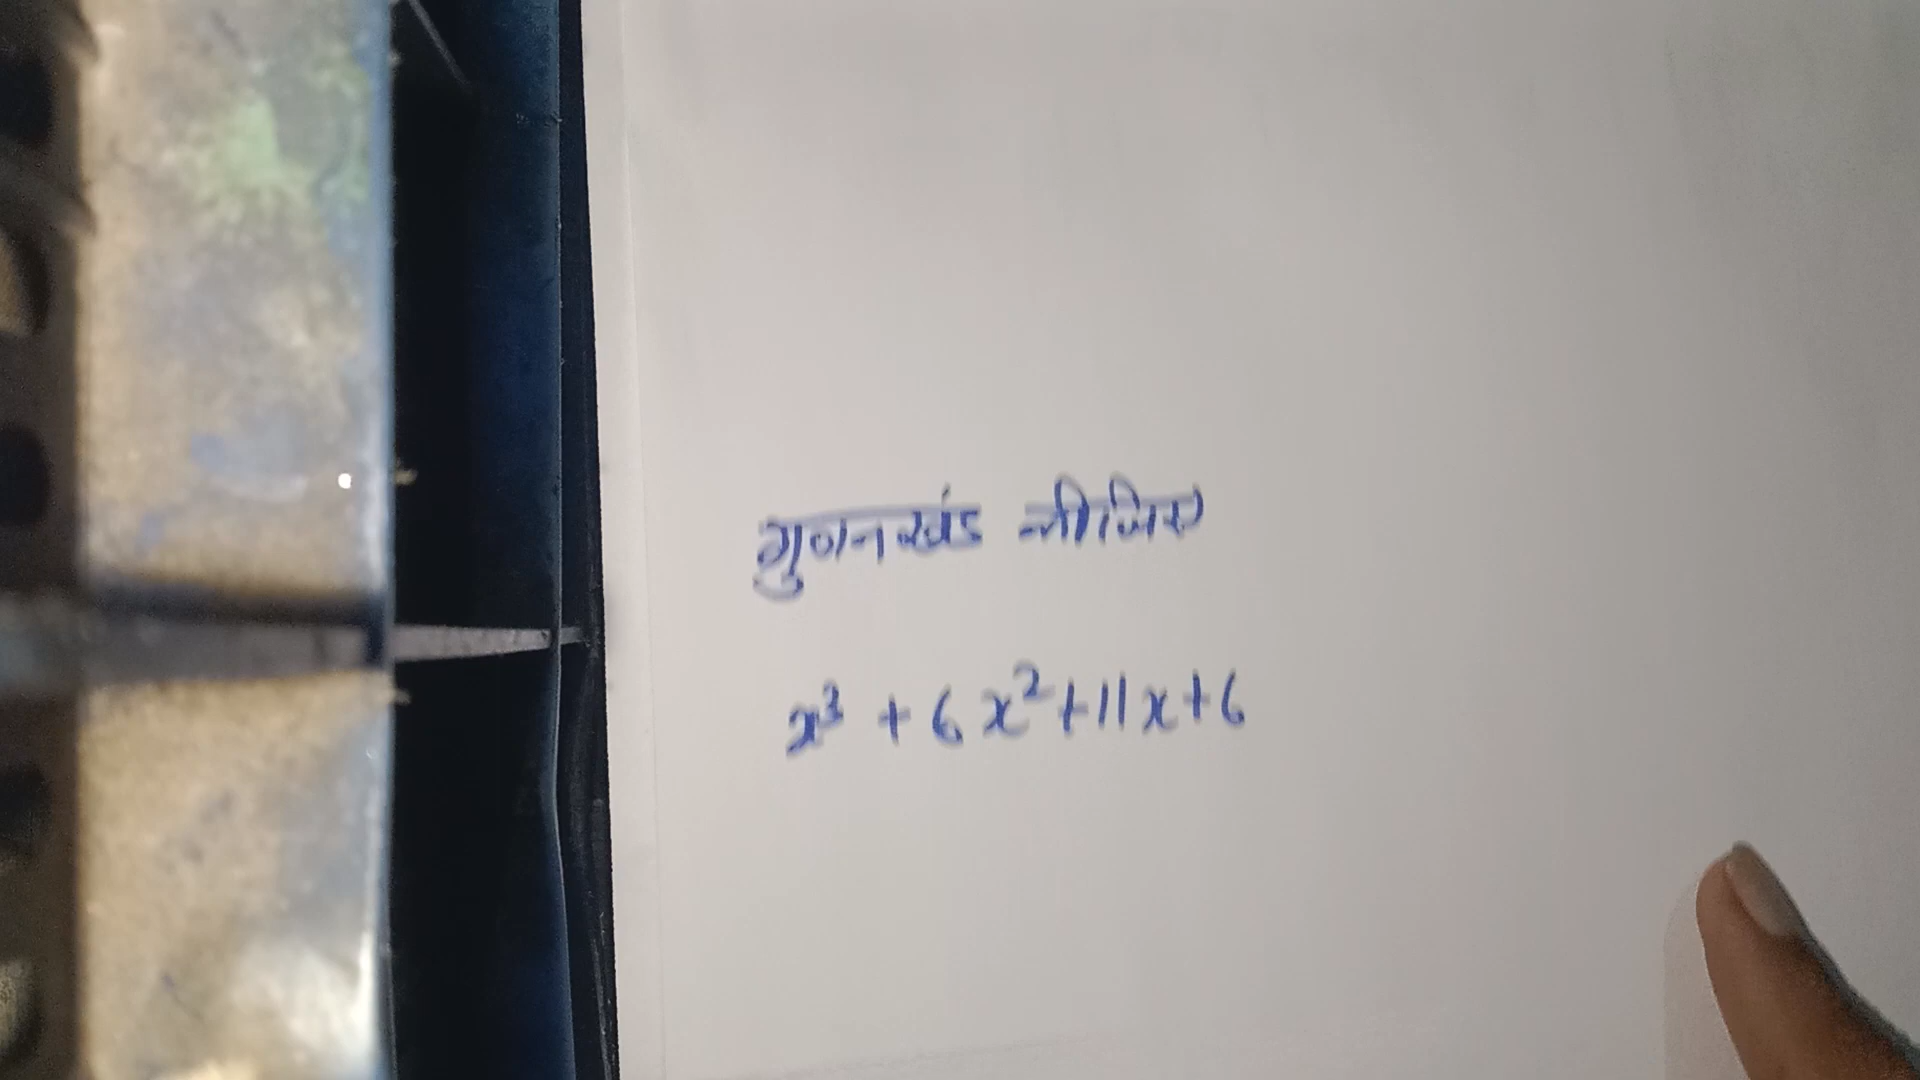 गुणनखंड कीजिए
x³ + 6x² + 11x + 6